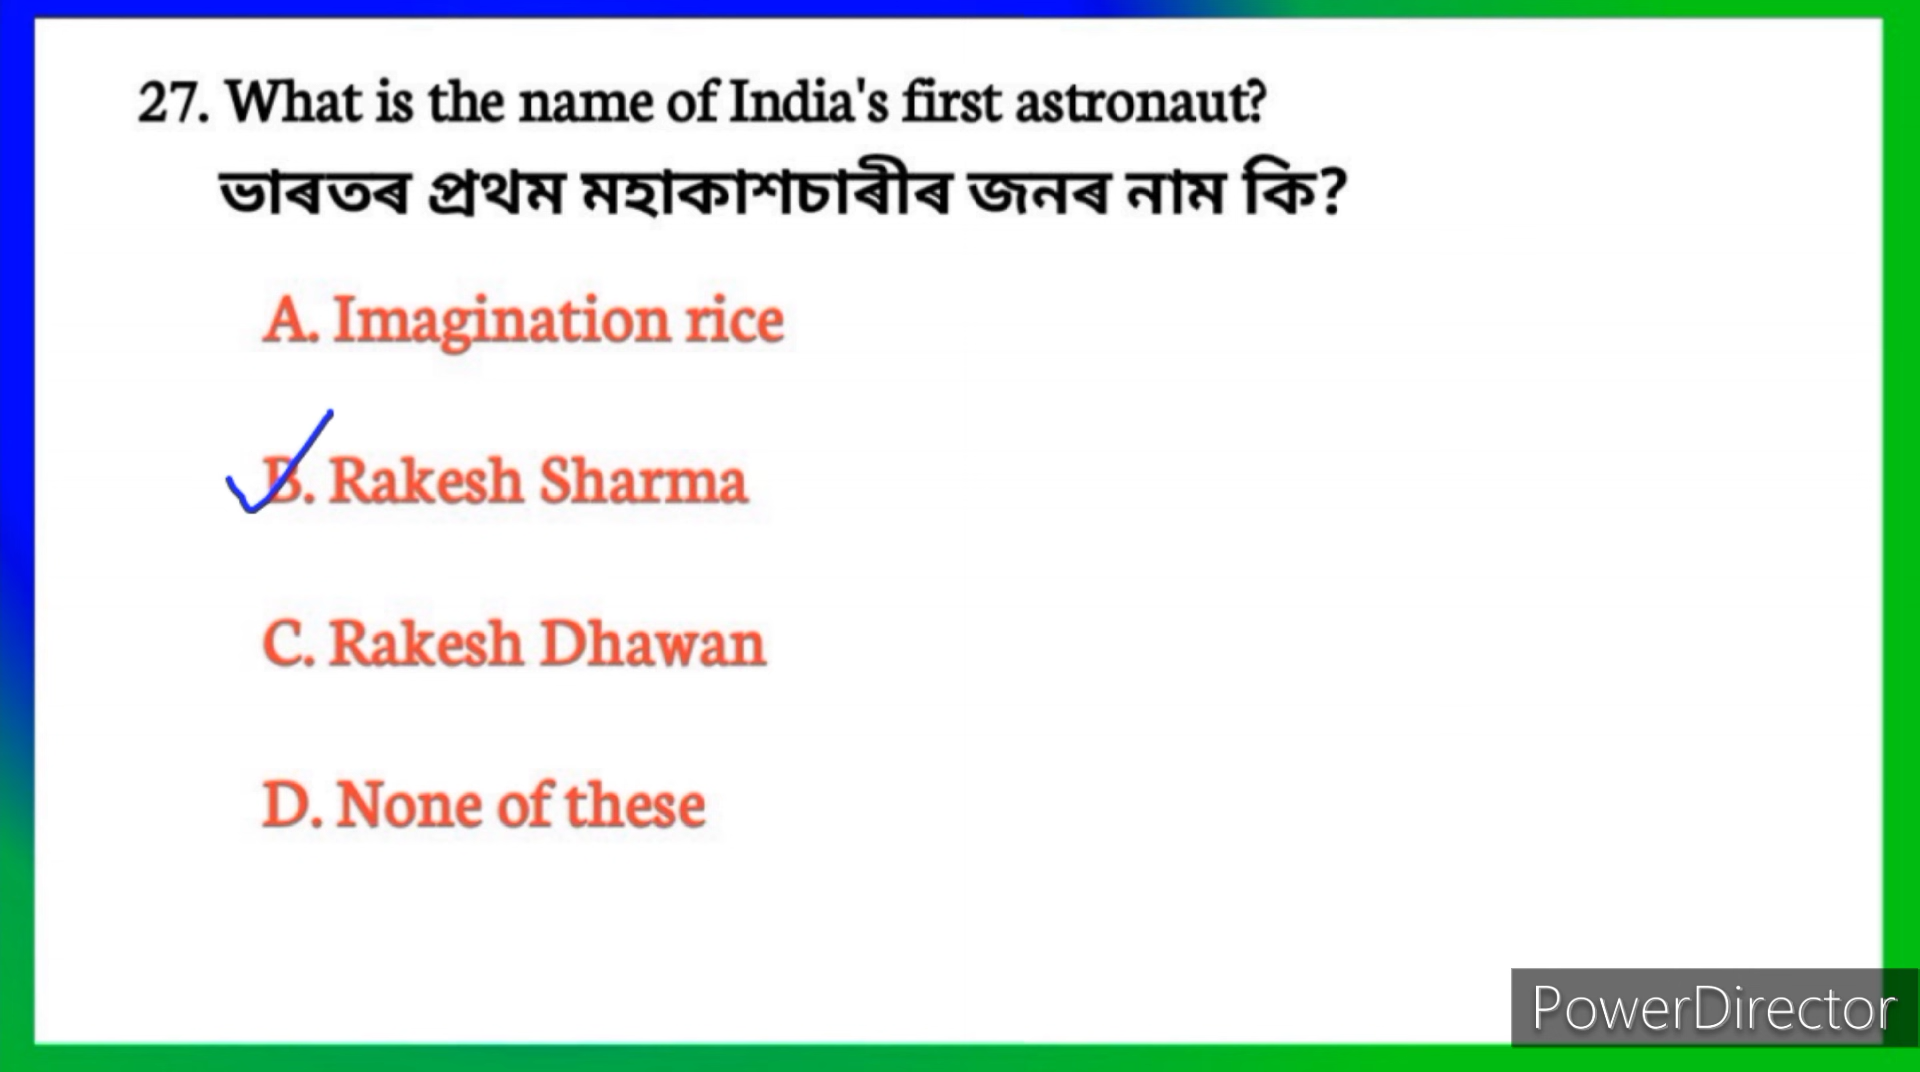 27. What is the name of India's first astronaut?
ভাৰতৰ প্ৰথম মহাকাশচাৰীৰ জনৰ নাম কি?
A. Imagination rice
B. Rakesh Sharma
C. Rakesh Dhawan
D. None of these
PowerDirector